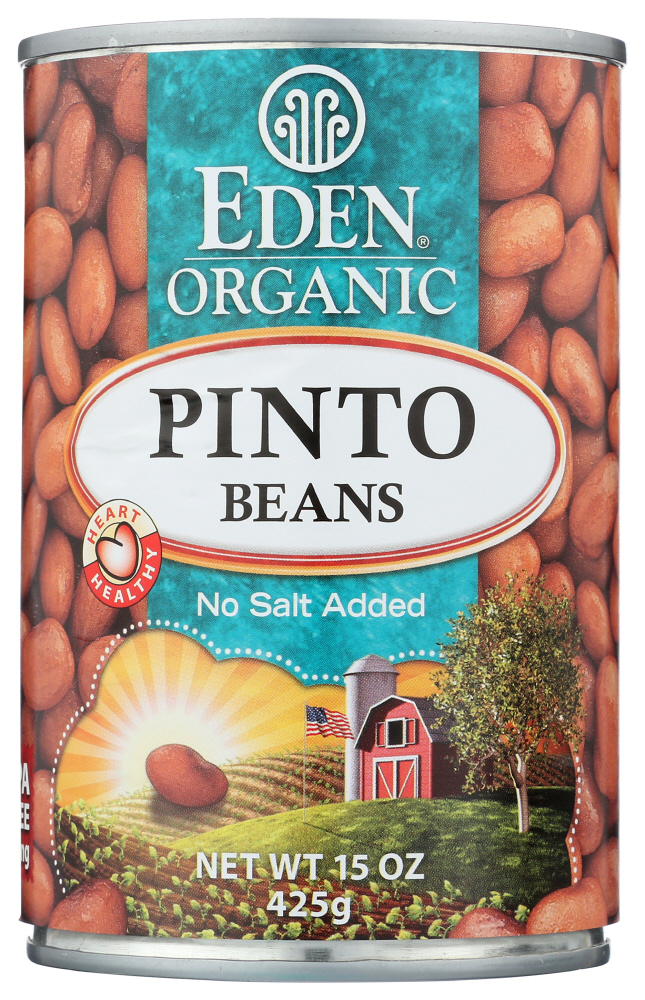 EDEN®
ORGANIC
PINTO
BEANS
HEART
HEALTHY
No Salt Added
NET WT 15 OZ
425g